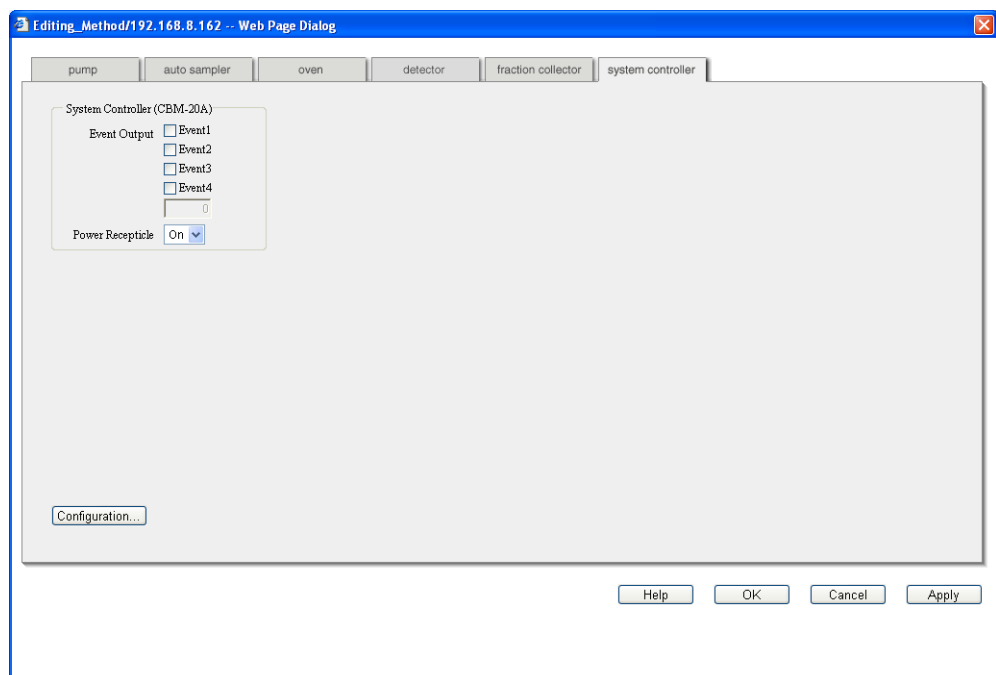 Editing_Method/192.168.8.162 -- Web Page Dialog
pump auto sampler oven detector fraction collector system controller
System Controller (CBM-20A)
Event Output Event1
Event2
Event3
Event4
0
Power Recepticle On
Configuration...
Help OK Cancel Apply